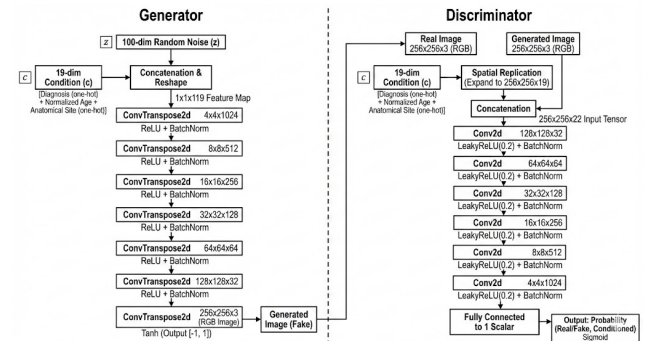 Generator
z
100-dim Random Noise (z)
c
19-dim
Condition (c)
[Diagnosis (one-hot)
+ Normalized Age +
Anatomical Site (one-hot)]
Concatenation &
Reshape
1x1x119 Feature Map
ConvTranspose2d 4x4x1024
ReLU + BatchNorm
ConvTranspose2d 8x8x512
ReLU + BatchNorm
ConvTranspose2d 16x16x256
ReLU + BatchNorm
ConvTranspose2d 32x32x128
ReLU + BatchNorm
ConvTranspose2d 64x64x64
ReLU + BatchNorm
ConvTranspose2d 128x128x32
ReLU + BatchNorm
ConvTranspose2d 256x256x3
(RGB Image)
Tanh (Output [-1, 1])
Generated
Image (Fake)
Discriminator
Real Image
256x256x3 (RGB)
Generated Image
256x256x3 (RGB)
c
19-dim
Condition (c)
[Diagnosis (one-hot)
+ Normalized Age +
Anatomical Site (one-hot)]
Spatial Replication
(Expand to 256x256x19)
Concatenation
256x256x22 Input Tensor
Conv2d 128x128x32
LeakyReLU(0.2) + BatchNorm
Conv2d 64x64x64
LeakyReLU(0.2) + BatchNorm
Conv2d 32x32x128
LeakyReLU(0.2) + BatchNorm
Conv2d 16x16x256
LeakyReLU(0.2) + BatchNorm
Conv2d 8x8x512
LeakyReLU(0.2) + BatchNorm
Conv2d 4x4x1024
LeakyReLU(0.2) + BatchNorm
Fully Connected
to 1 Scalar
Output: Probability
(Real/Fake, Conditioned)
Sigmoid